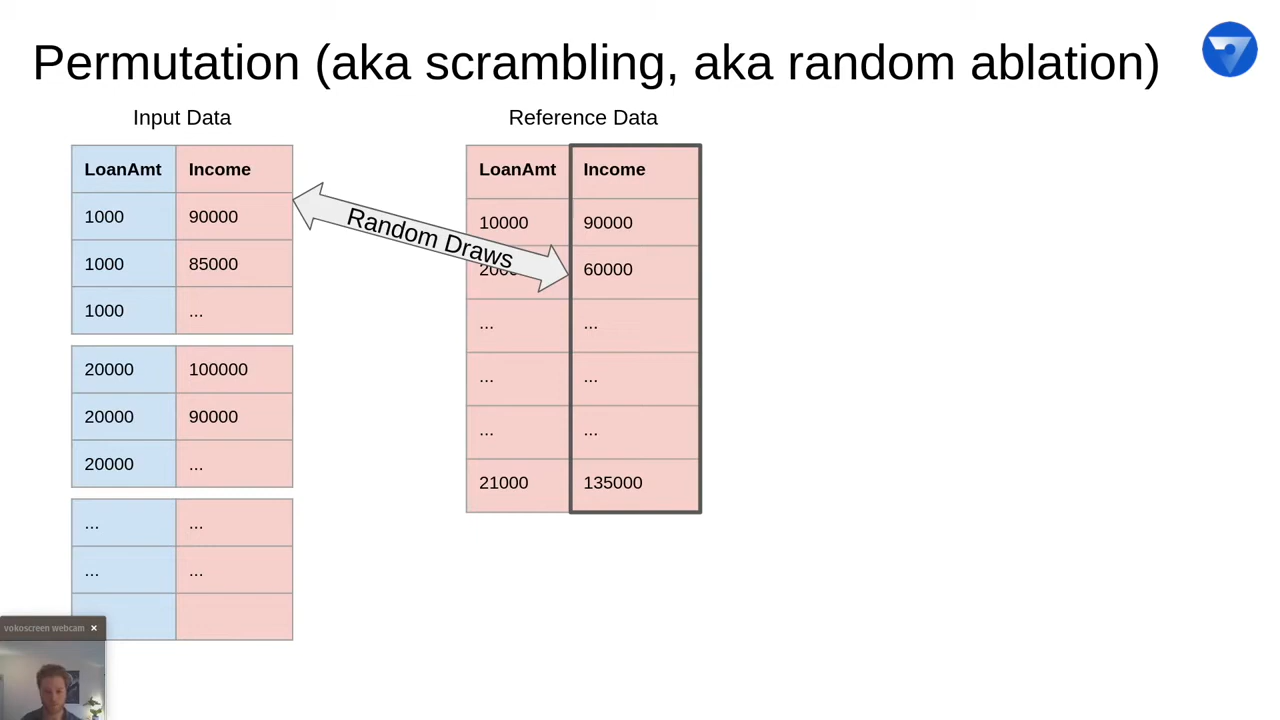 Permutation (aka scrambling, aka random ablation)
Input Data
LoanAmt Income
1000 90000
1000 85000
1000 ...
20000 100000
20000 90000
20000 ...
... ...
... ...
Random Draws
Reference Data
LoanAmt Income
10000 90000
60000
... ...
... ...
... ...
21000 135000
vokoscreen webcam